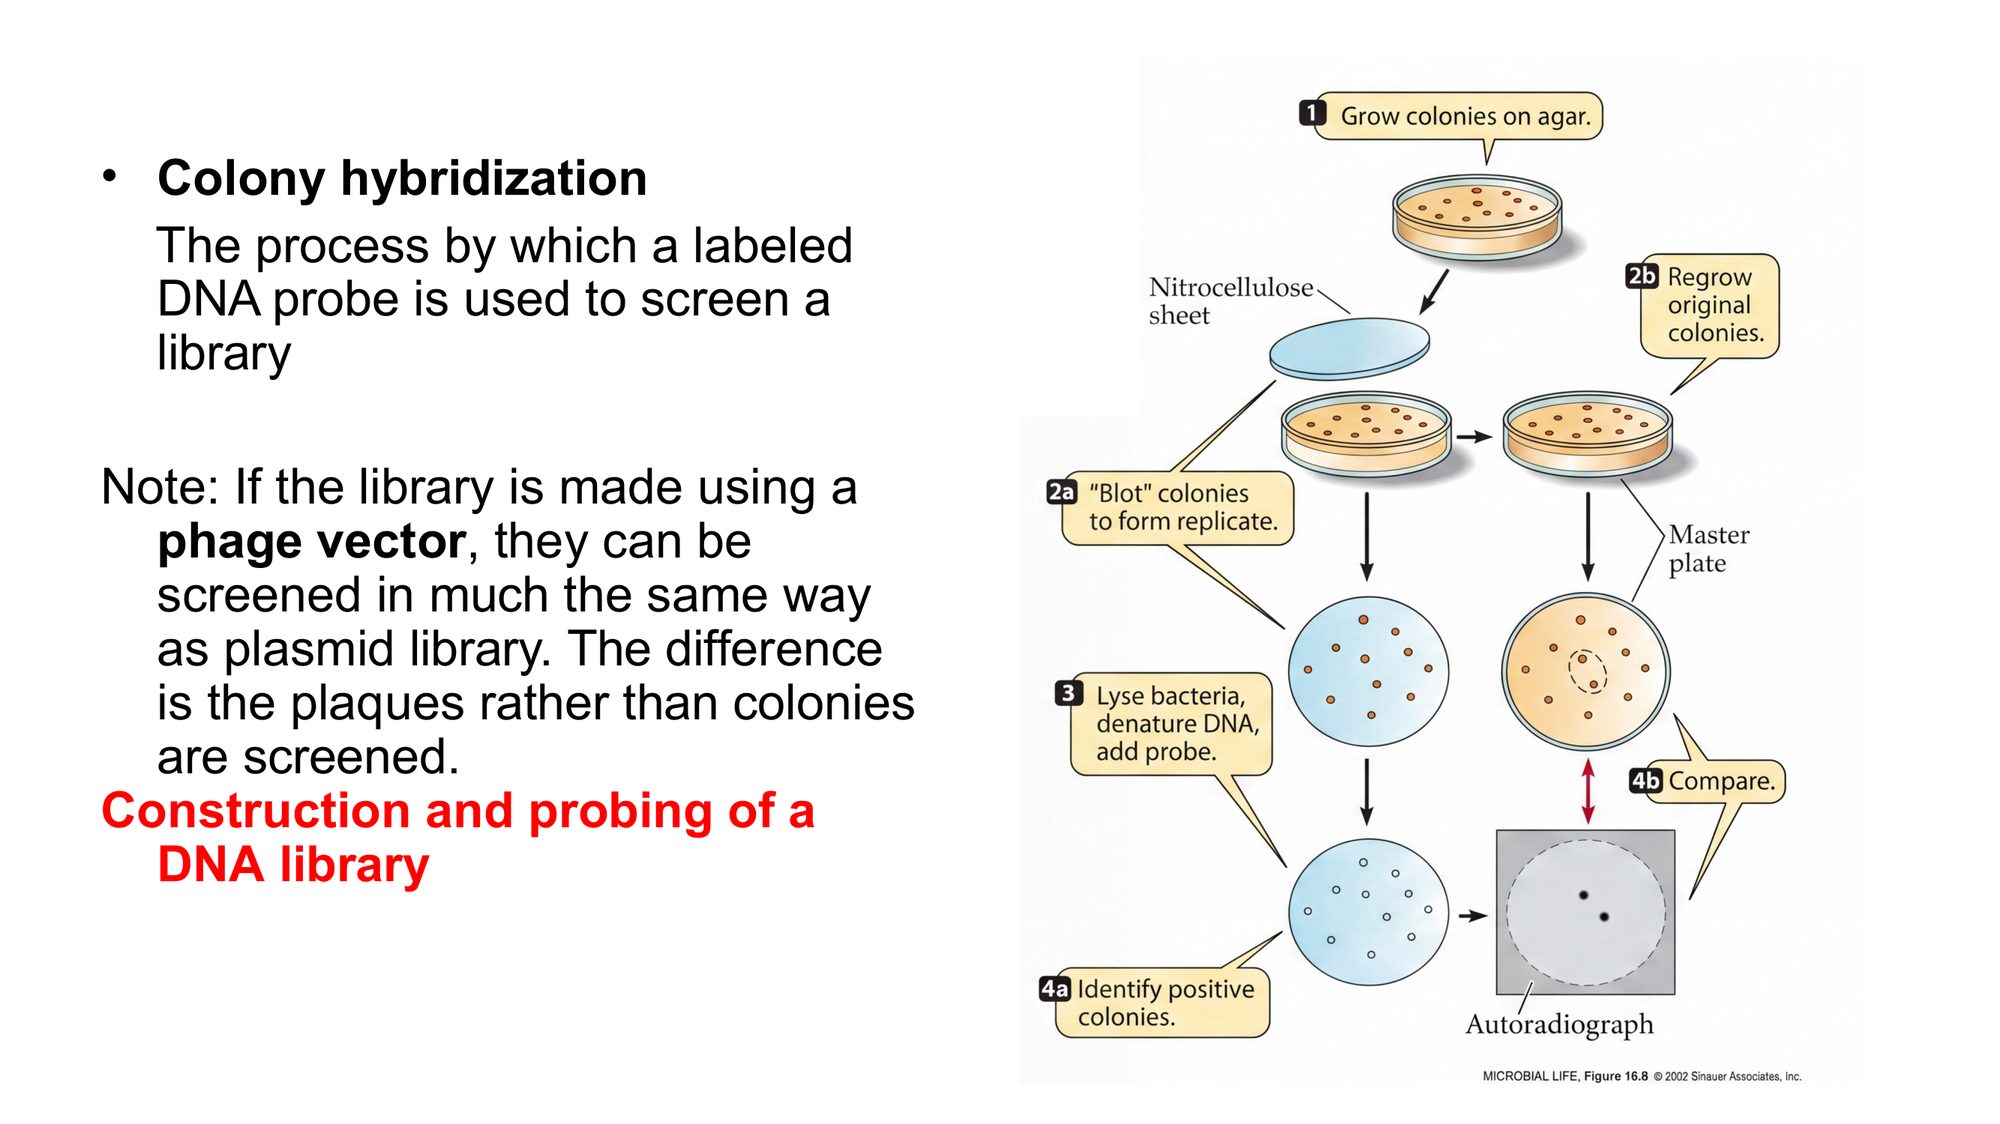 • Colony hybridization
The process by which a labeled
DNA probe is used to screen a
library
Note: If the library is made using a
phage vector, they can be
screened in much the same way
as plasmid library. The difference
is the plaques rather than colonies
are screened.
Construction and probing of a
DNA library
1 Grow colonies on agar.
Nitrocellulose
sheet
2b Regrow
original
colonies.
2a "Blot" colonies
to form replicate.
Master
plate
3 Lyse bacteria,
denature DNA,
add probe.
4b Compare.
4a Identify positive
colonies.
Autoradiograph
MICROBIAL LIFE, Figure 16.8 © 2002 Sinauer Associates, Inc.